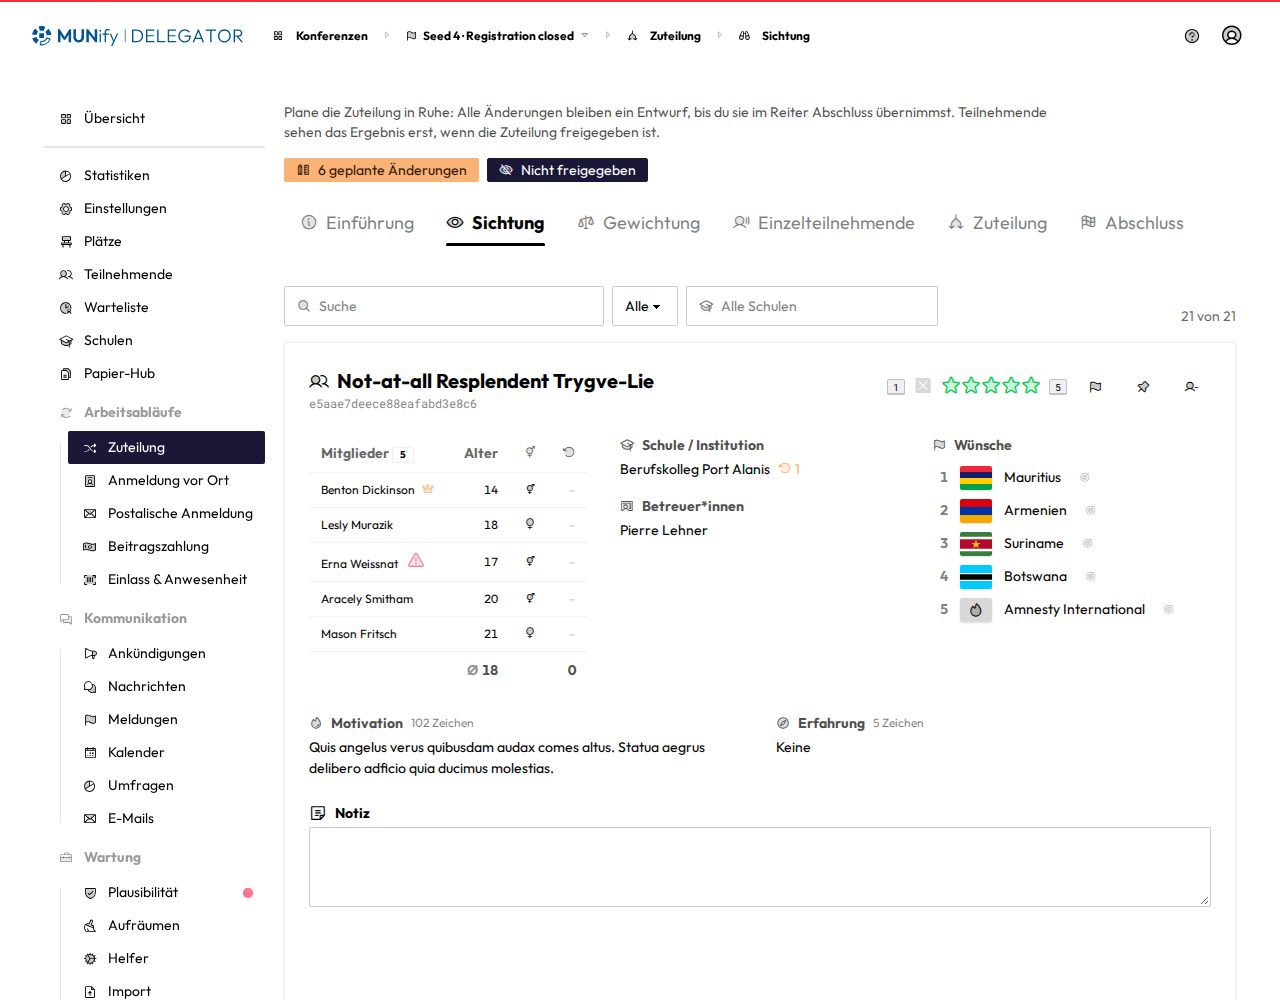 MUNify | DELEGATOR
Konferenzen
Seed 4 · Registration closed
Zuteilung
Sichtung
Übersicht
Statistiken
Einstellungen
Plätze
Teilnehmende
Warteliste
Schulen
Papier-Hub
Arbeitsabläufe
Zuteilung
Anmeldung vor Ort
Postalische Anmeldung
Beitragszahlung
Einlass & Anwesenheit
Kommunikation
Ankündigungen
Nachrichten
Meldungen
Kalender
Umfragen
E-Mails
Wartung
Plausibilität
Aufräumen
Helfer
Import
Plane die Zuteilung in Ruhe: Alle Änderungen bleiben ein Entwurf, bis du sie im Reiter Abschluss übernimmst. Teilnehmende
sehen das Ergebnis erst, wenn die Zuteilung freigegeben ist.
6 geplante Änderungen
Nicht freigegeben
Einführung
Sichtung
Gewichtung
Einzelteilnehmende
Zuteilung
Abschluss
Suche
Alle
Alle Schulen
21 von 21
Not-at-all Resplendent Trygve-Lie
e5aae7deece88eafabd3e8c6
1
5
Mitglieder 5 Alter
Benton Dickinson 14 –
Lesly Murazik 18 –
Erna Weissnat 17 –
Aracely Smitham 20 –
Mason Fritsch 21 –
Ø 18 0
Schule / Institution
Berufskolleg Port Alanis 1
Betreuer*innen
Pierre Lehner
Wünsche
1 Mauritius
2 Armenien
3 Suriname
4 Botswana
5 Amnesty International
Motivation 102 Zeichen
Quis angelus verus quibusdam audax comes altus. Statua aegrus
delibero adficio quia ducimus molestias.
Erfahrung 5 Zeichen
Keine
Notiz